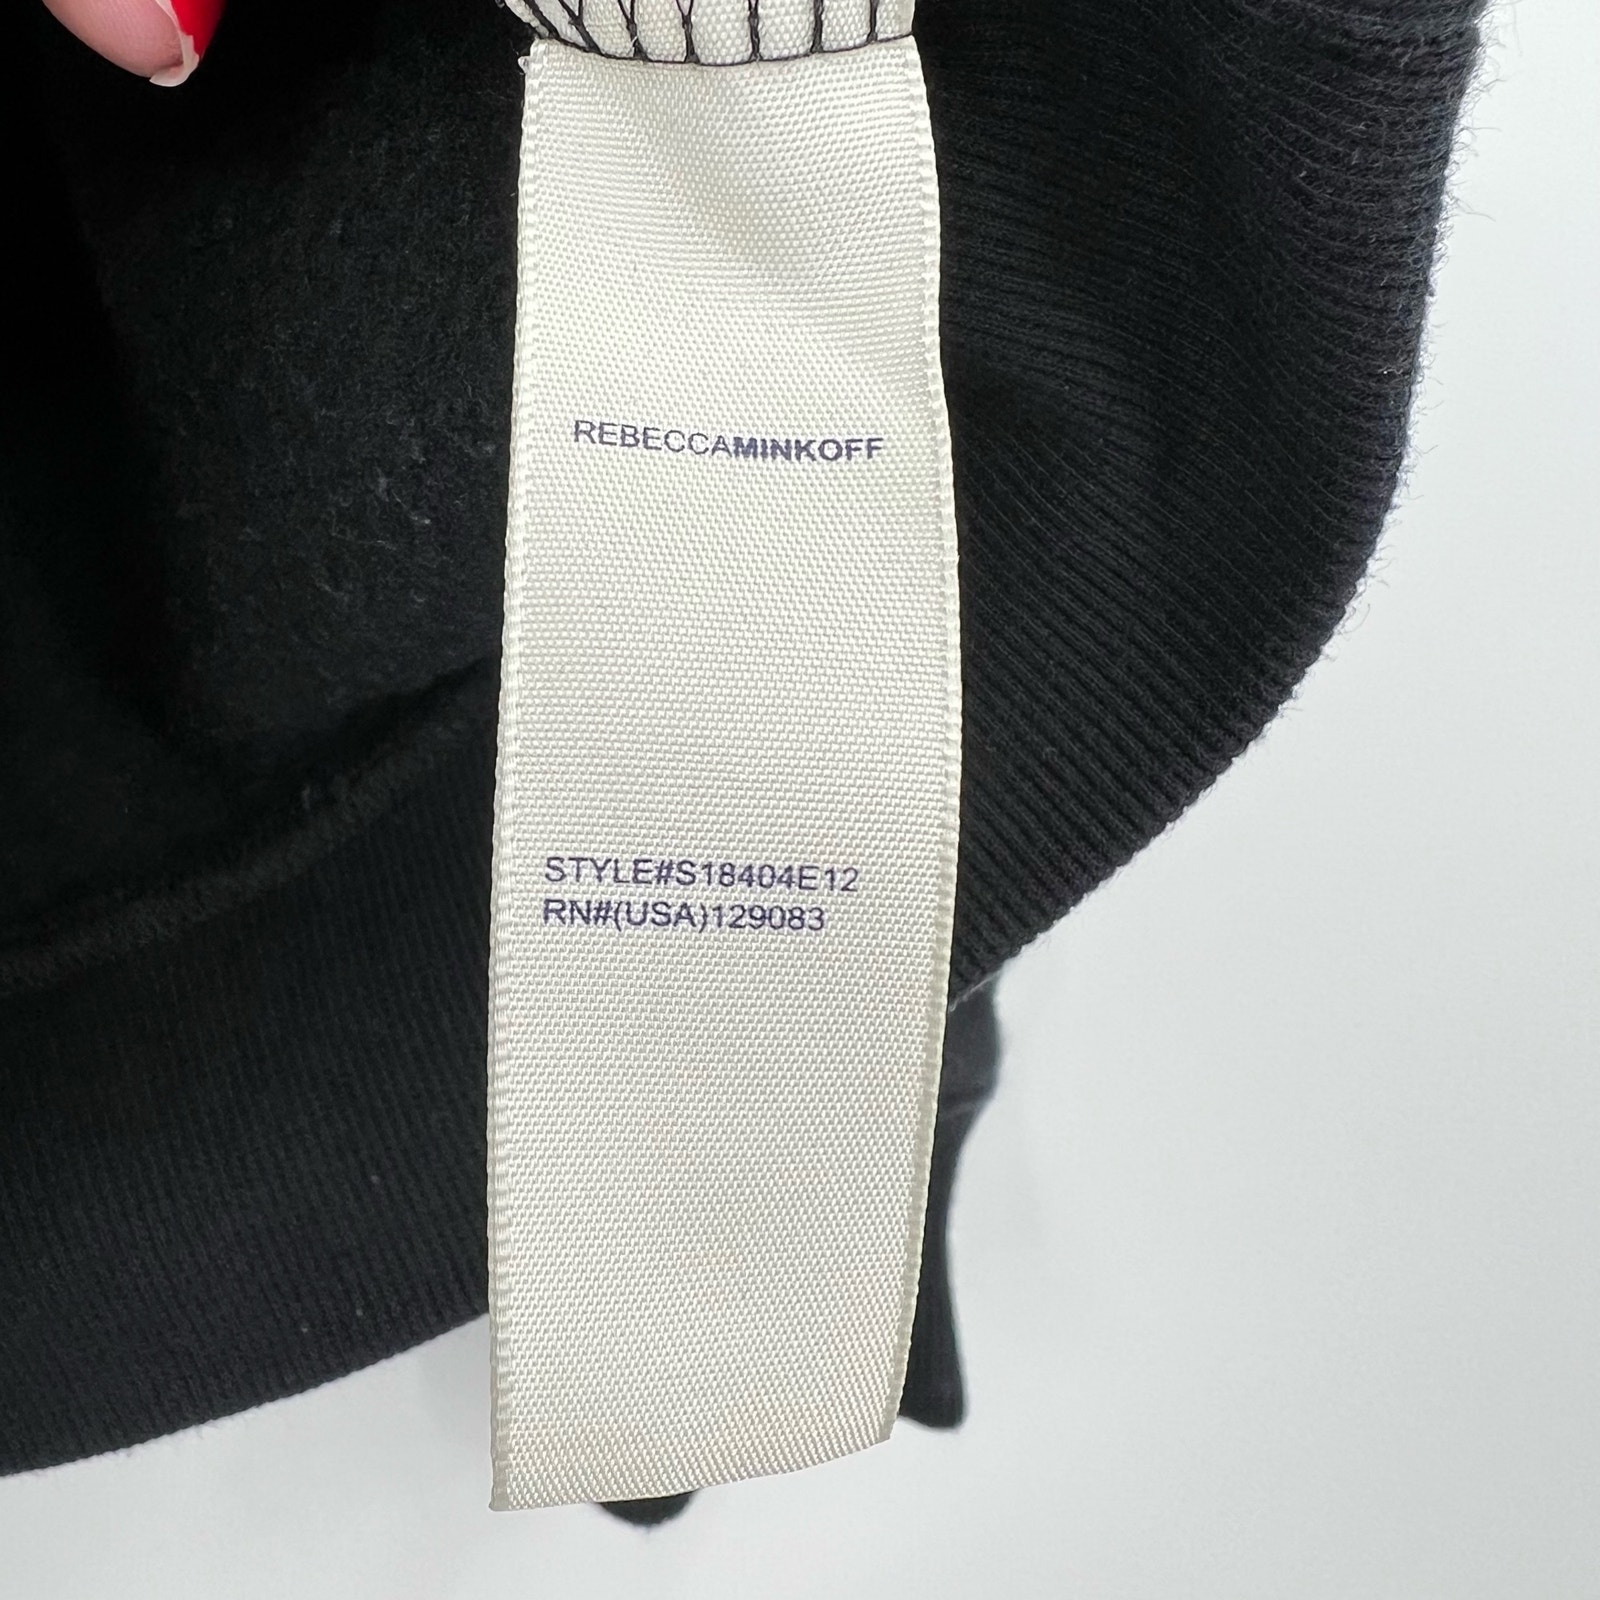 REBECCAMINKOFF
STYLE#S18404E12
RN#(USA)129083